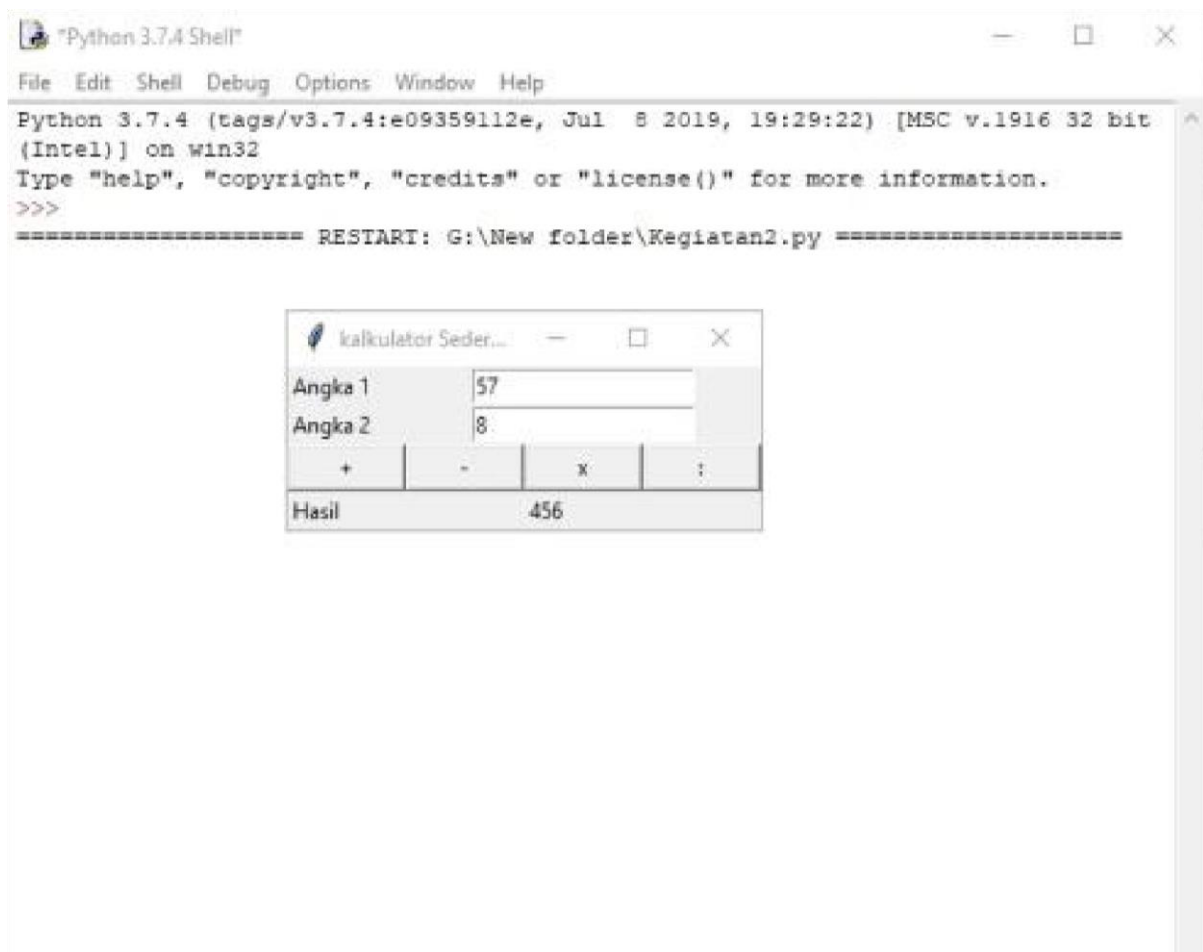 *Python 3.7.4 Shell*
File Edit Shell Debug Options Window Help
Python 3.7.4 (tags/v3.7.4:e09359112e, Jul  8 2019, 19:29:22) [MSC v.1916 32 bit
(Intel)] on win32
Type "help", "copyright", "credits" or "license()" for more information.
>>>
==================== RESTART: G:\New folder\Kegiatan2.py ====================
kalkulator Seder...
Angka 1 57
Angka 2 8
+ - x :
Hasil 456